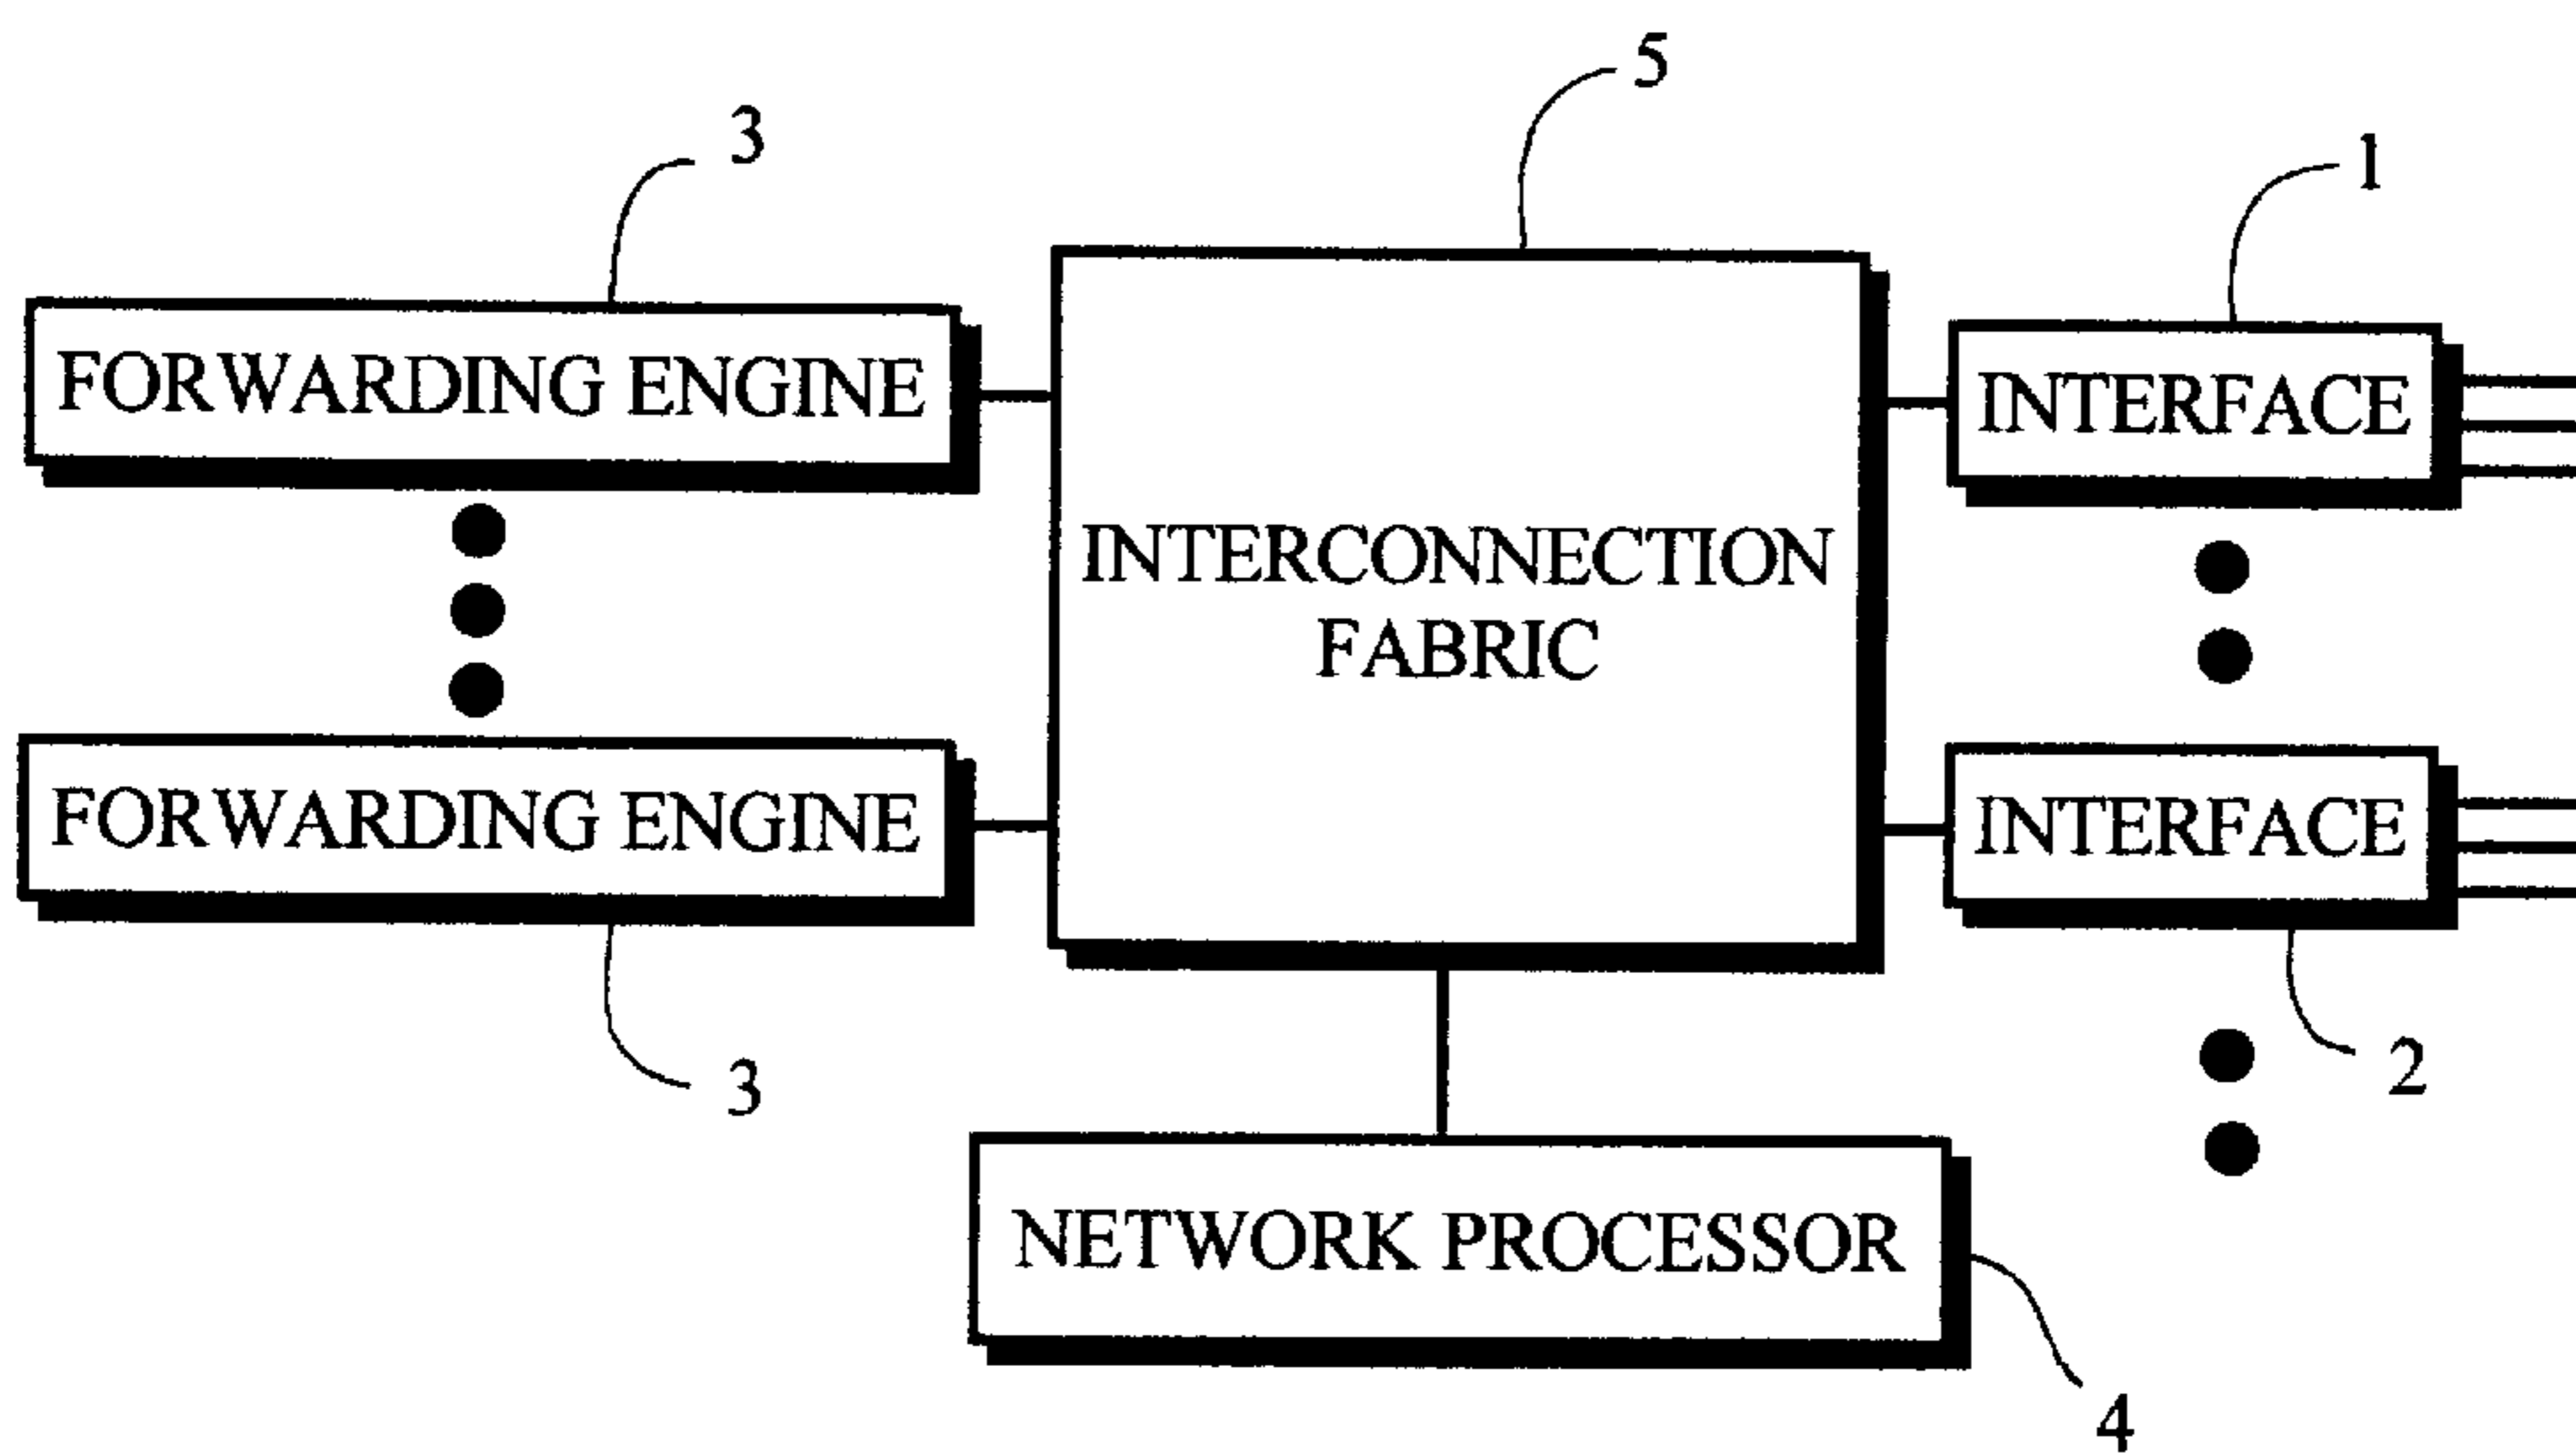 5
3
1
FORWARDING ENGINE
INTERFACE
INTERCONNECTION
FABRIC
FORWARDING ENGINE
INTERFACE
3
2
NETWORK PROCESSOR
4